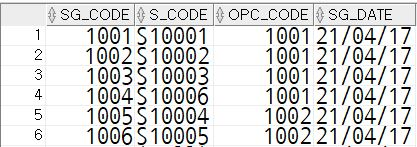 SG_CODE S_CODE OPC_CODE SG_DATE
1 1001 S10001 1001 21/04/17
2 1002 S10002 1001 21/04/17
3 1003 S10003 1001 21/04/17
4 1004 S10006 1001 21/04/17
5 1005 S10004 1002 21/04/17
6 1006 S10005 1002 21/04/17